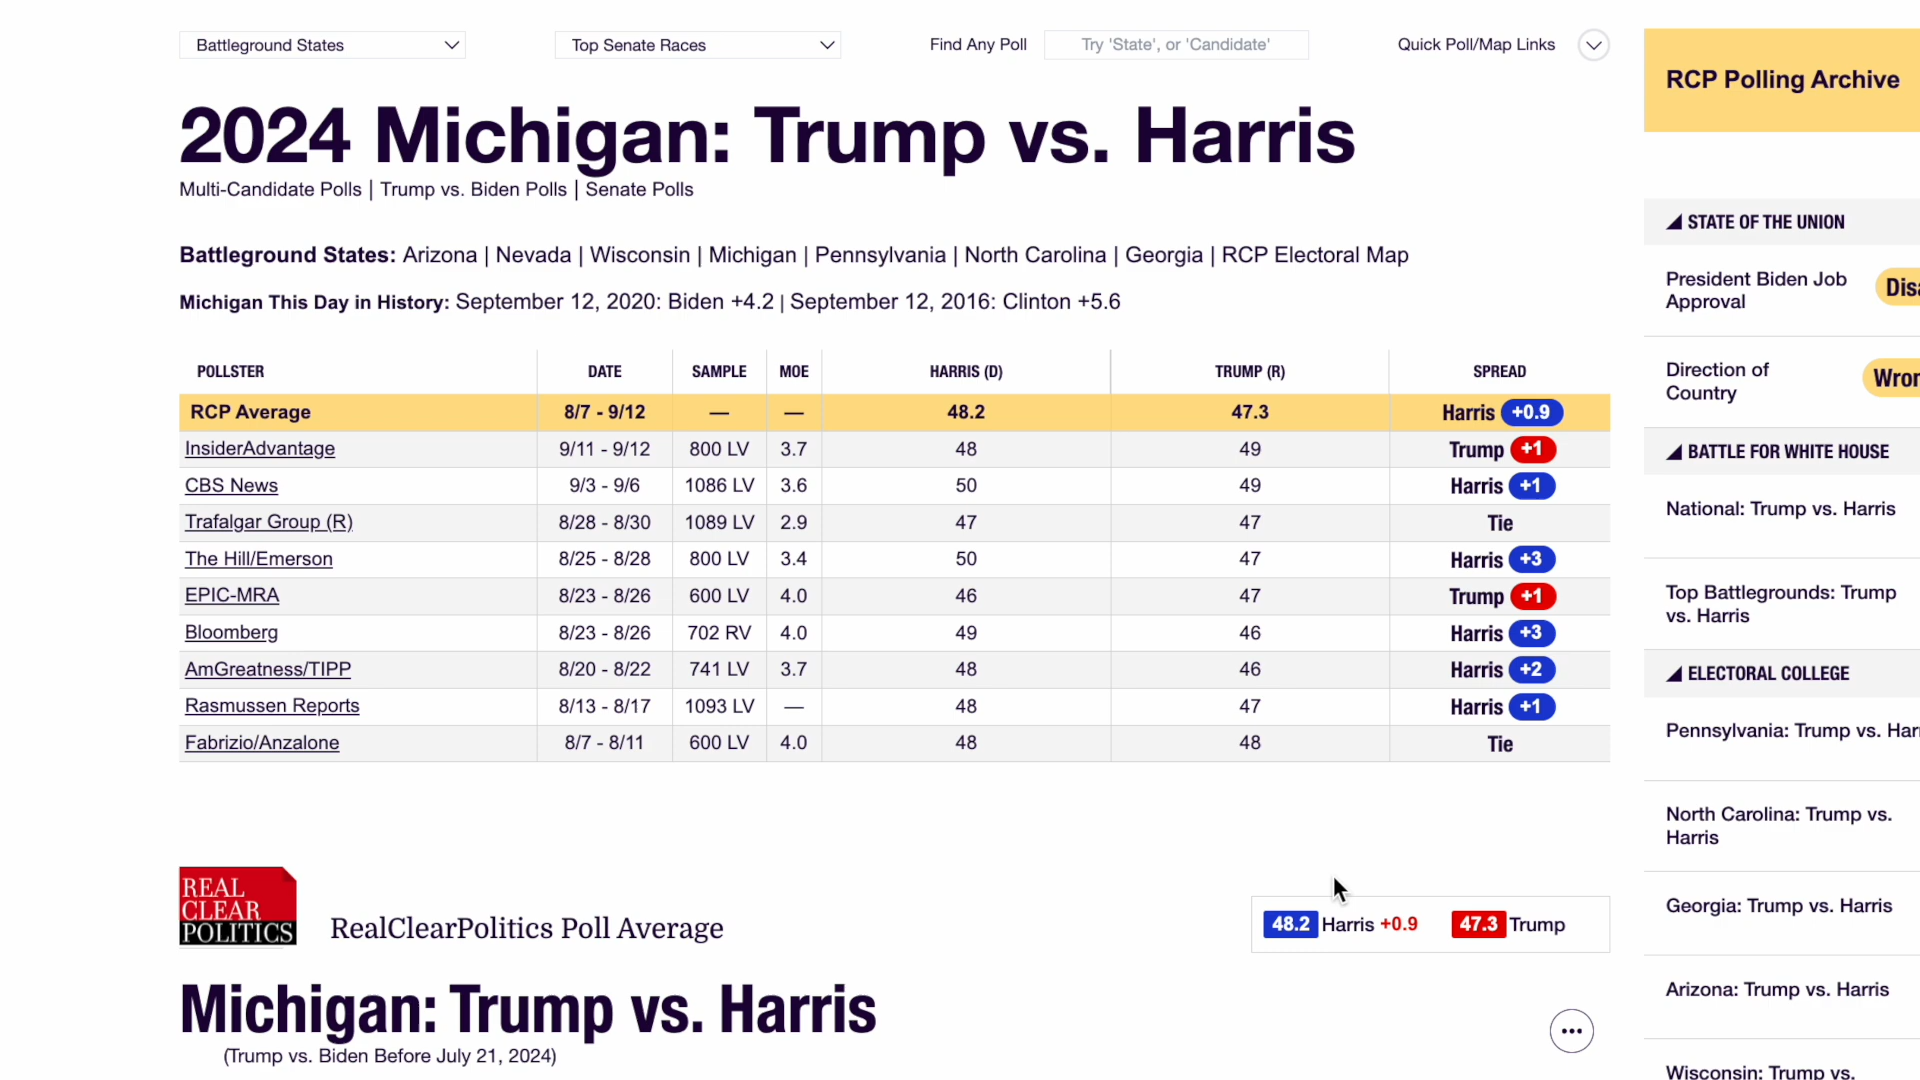 Battleground States
Top Senate Races
Find Any Poll
Try 'State', or 'Candidate'
Quick Poll/Map Links
RCP Polling Archive
2024 Michigan: Trump vs. Harris
Multi-Candidate Polls | Trump vs. Biden Polls | Senate Polls
Battleground States: Arizona | Nevada | Wisconsin | Michigan | Pennsylvania | North Carolina | Georgia | RCP Electoral Map
Michigan This Day in History: September 12, 2020: Biden +4.2 | September 12, 2016: Clinton +5.6
POLLSTER DATE SAMPLE MOE HARRIS (D) TRUMP (R) SPREAD
RCP Average 8/7 - 9/12 — — 48.2 47.3 Harris +0.9
InsiderAdvantage 9/11 - 9/12 800 LV 3.7 48 49 Trump +1
CBS News 9/3 - 9/6 1086 LV 3.6 50 49 Harris +1
Trafalgar Group (R) 8/28 - 8/30 1089 LV 2.9 47 47 Tie
The Hill/Emerson 8/25 - 8/28 800 LV 3.4 50 47 Harris +3
EPIC-MRA 8/23 - 8/26 600 LV 4.0 46 47 Trump +1
Bloomberg 8/23 - 8/26 702 RV 4.0 49 46 Harris +3
AmGreatness/TIPP 8/20 - 8/22 741 LV 3.7 48 46 Harris +2
Rasmussen Reports 8/13 - 8/17 1093 LV — 48 47 Harris +1
Fabrizio/Anzalone 8/7 - 8/11 600 LV 4.0 48 48 Tie
REAL
CLEAR
POLITICS
RealClearPolitics Poll Average
48.2 Harris +0.9 47.3 Trump
Michigan: Trump vs. Harris
(Trump vs. Biden Before July 21, 2024)
STATE OF THE UNION
President Biden Job
Approval
Disa
Direction of
Country
Wron
BATTLE FOR WHITE HOUSE
National: Trump vs. Harris
Top Battlegrounds: Trump
vs. Harris
ELECTORAL COLLEGE
Pennsylvania: Trump vs. Harr
North Carolina: Trump vs.
Harris
Georgia: Trump vs. Harris
Arizona: Trump vs. Harris
Wisconsin: Trump vs.